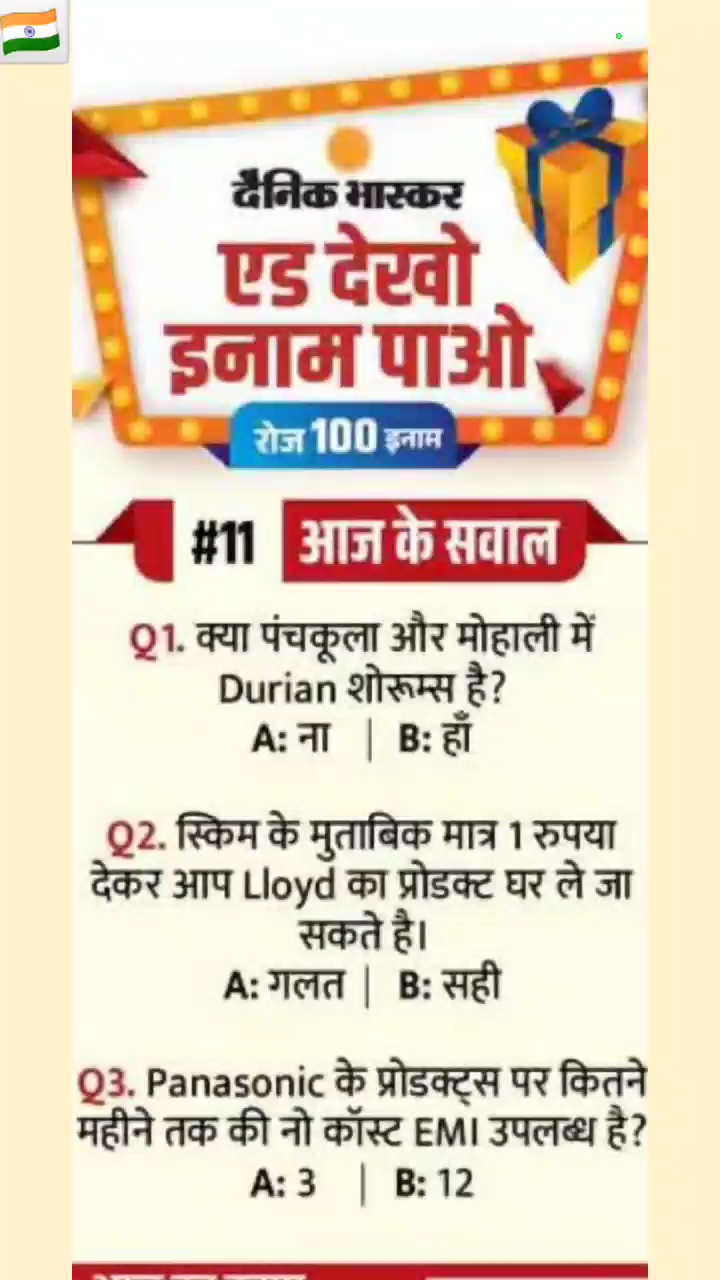 दैनिक भास्कर
एड देखो
इनाम पाओ
रोज 100 इनाम
#11 आज के सवाल
Q1. क्या पंचकूला और मोहाली में
Durian शोरूम्स है?
A: ना | B: हाँ
Q2. स्किम के मुताबिक मात्र 1 रुपया
देकर आप Lloyd का प्रोडक्ट घर ले जा
सकते है।
A: गलत | B: सही
Q3. Panasonic के प्रोडक्ट्स पर कितने
महीने तक की नो कॉस्ट EMI उपलब्ध है?
A: 3 | B: 12